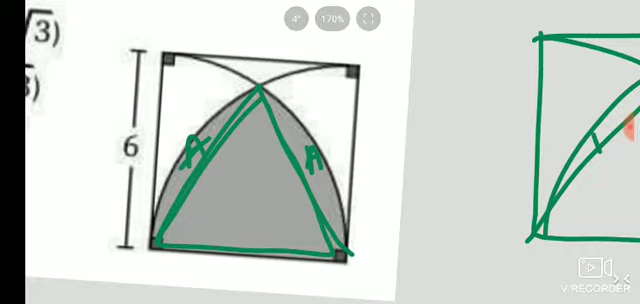 √3)
3)
4°
170%
6
A
A
V RECORDER